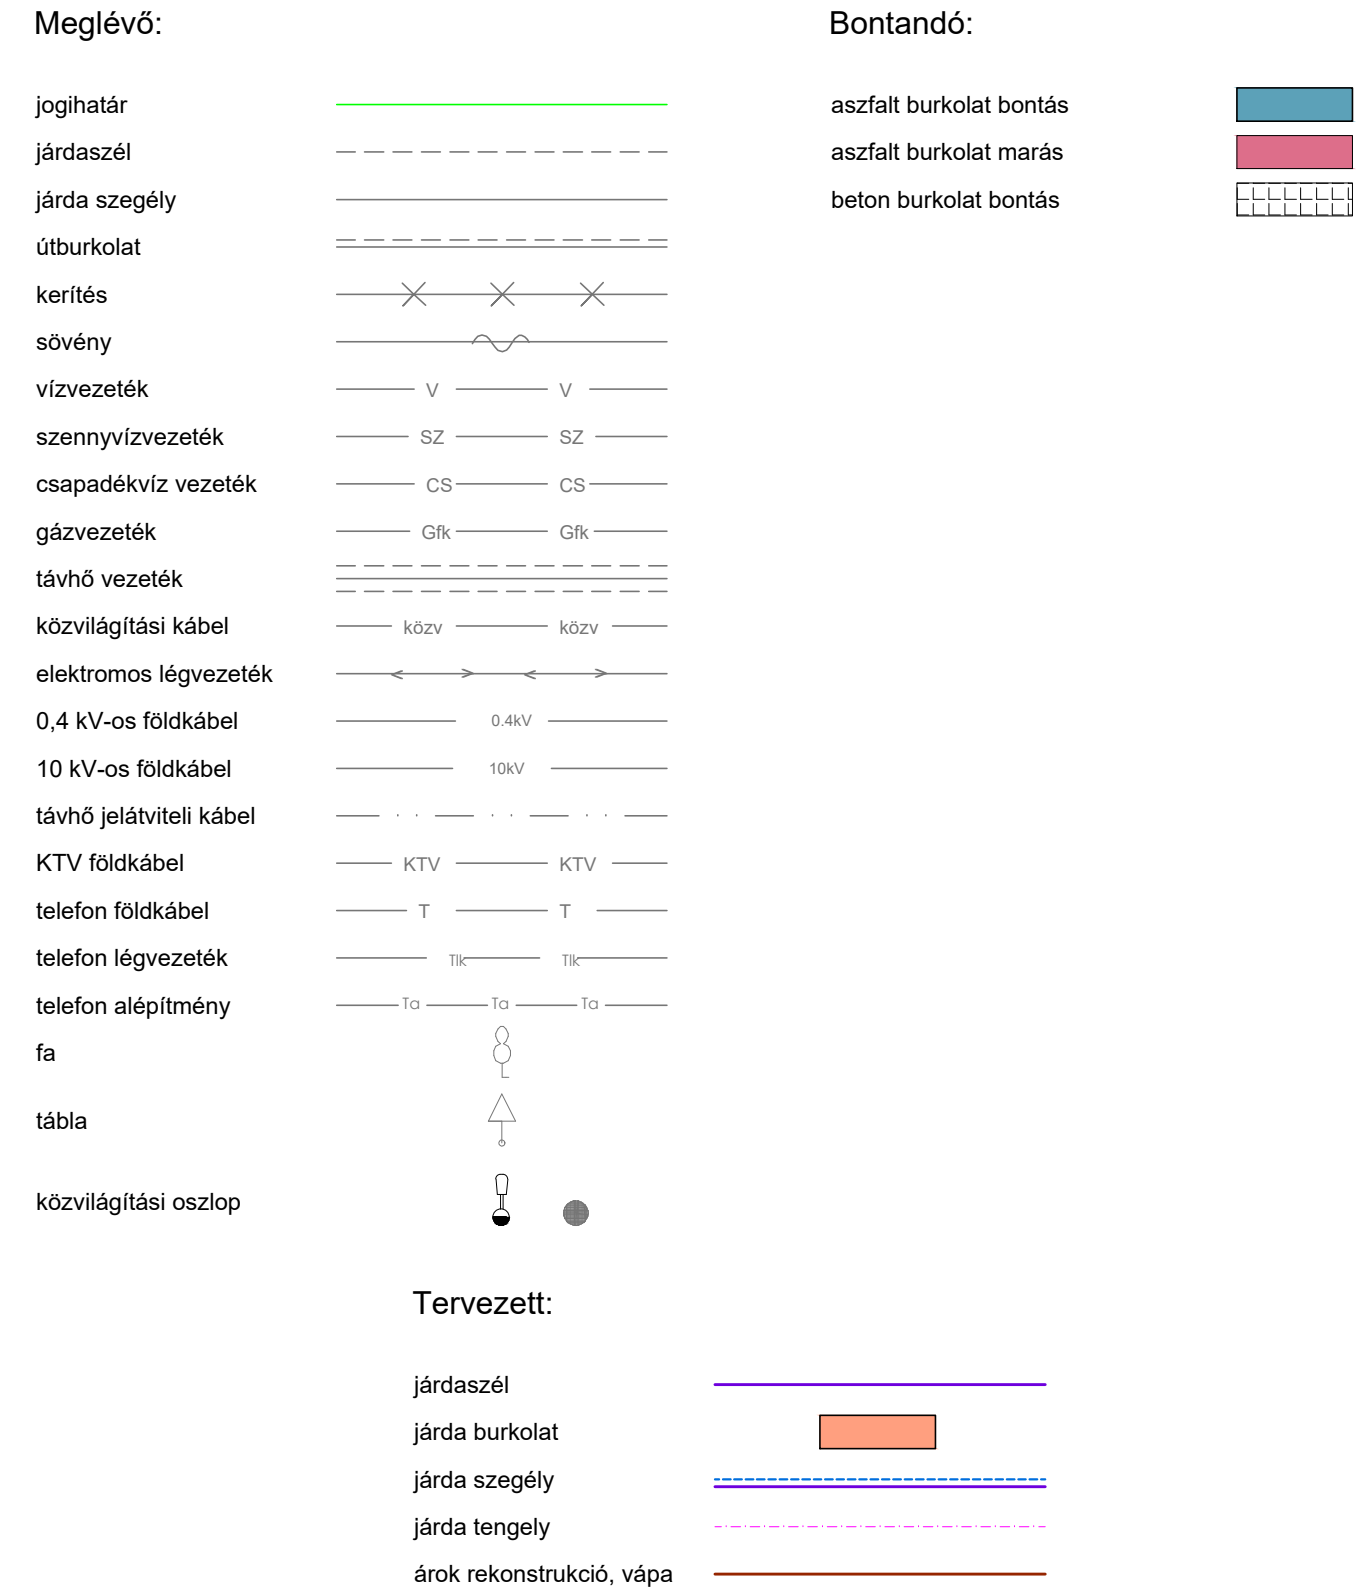 Meglévő:
jogihatár
járdaszél
járda szegély
útburkolat
kerítés
sövény
vízvezeték V V
szennyvízvezeték SZ SZ
csapadékvíz vezeték CS CS
gázvezeték Gfk Gfk
távhő vezeték
közvilágítási kábel közv közv
elektromos légvezeték
0,4 kV-os földkábel 0.4kV
10 kV-os földkábel 10kV
távhő jelátviteli kábel
KTV földkábel KTV KTV
telefon földkábel T T
telefon légvezeték Tlk Tlk
telefon alépítmény Ta Ta Ta
fa
tábla
közvilágítási oszlop
Bontandó:
aszfalt burkolat bontás
aszfalt burkolat marás
beton burkolat bontás
Tervezett:
járdaszél
járda burkolat
járda szegély
járda tengely
árok rekonstrukció, vápa